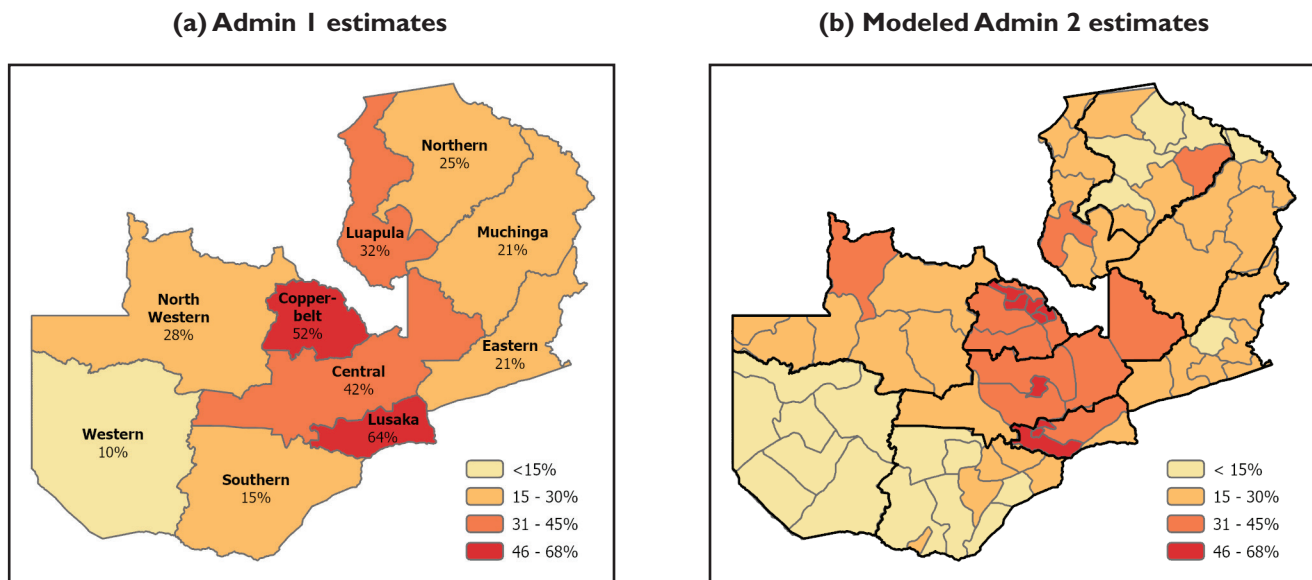 (a) Admin 1 estimates
Northern
25%
Luapula
32%
Muchinga
21%
North
Western
28%
Copper-
belt
52%
Eastern
21%
Central
42%
Lusaka
64%
Western
10%
Southern
15%
<15%
15 - 30%
31 - 45%
46 - 68%
(b) Modeled Admin 2 estimates
< 15%
15 - 30%
31 - 45%
46 - 68%